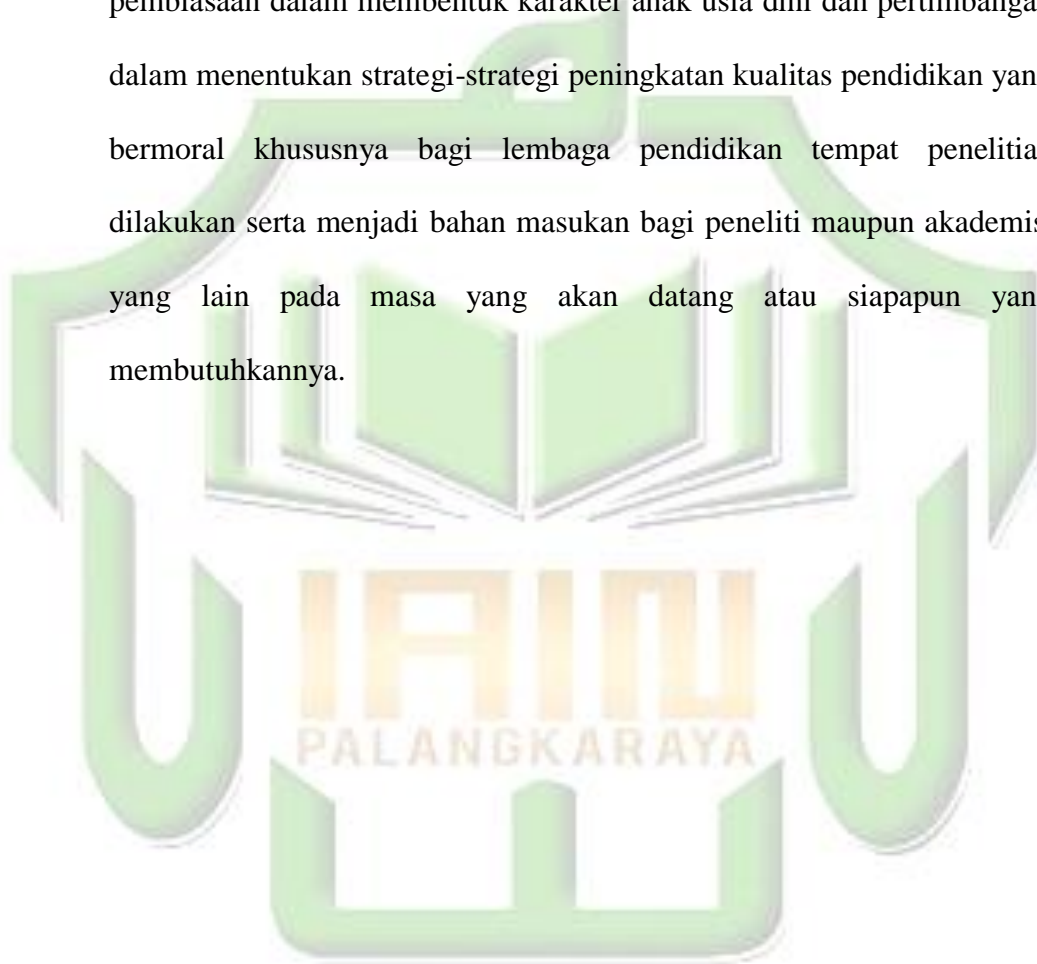 pembiasaan dalam membentuk karakter anak usia dini dan pertimbanga
dalam menentukan strategi-strategi peningkatan kualitas pendidikan yan
bermoral khususnya bagi lembaga pendidikan tempat penelitia
dilakukan serta menjadi bahan masukan bagi peneliti maupun akademis
yang lain pada masa yang akan datang atau siapapun yan
membutuhkannya.
IAIN
PALANGKARAYA